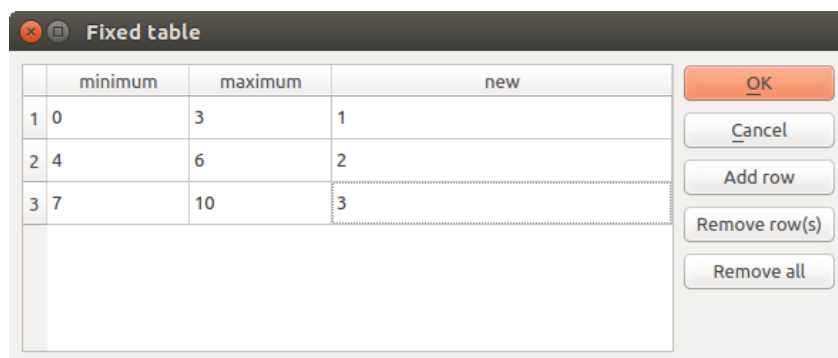 Fixed table
minimum maximum new
1 0 3 1
2 4 6 2
3 7 10 3
OK
Cancel
Add row
Remove row(s)
Remove all